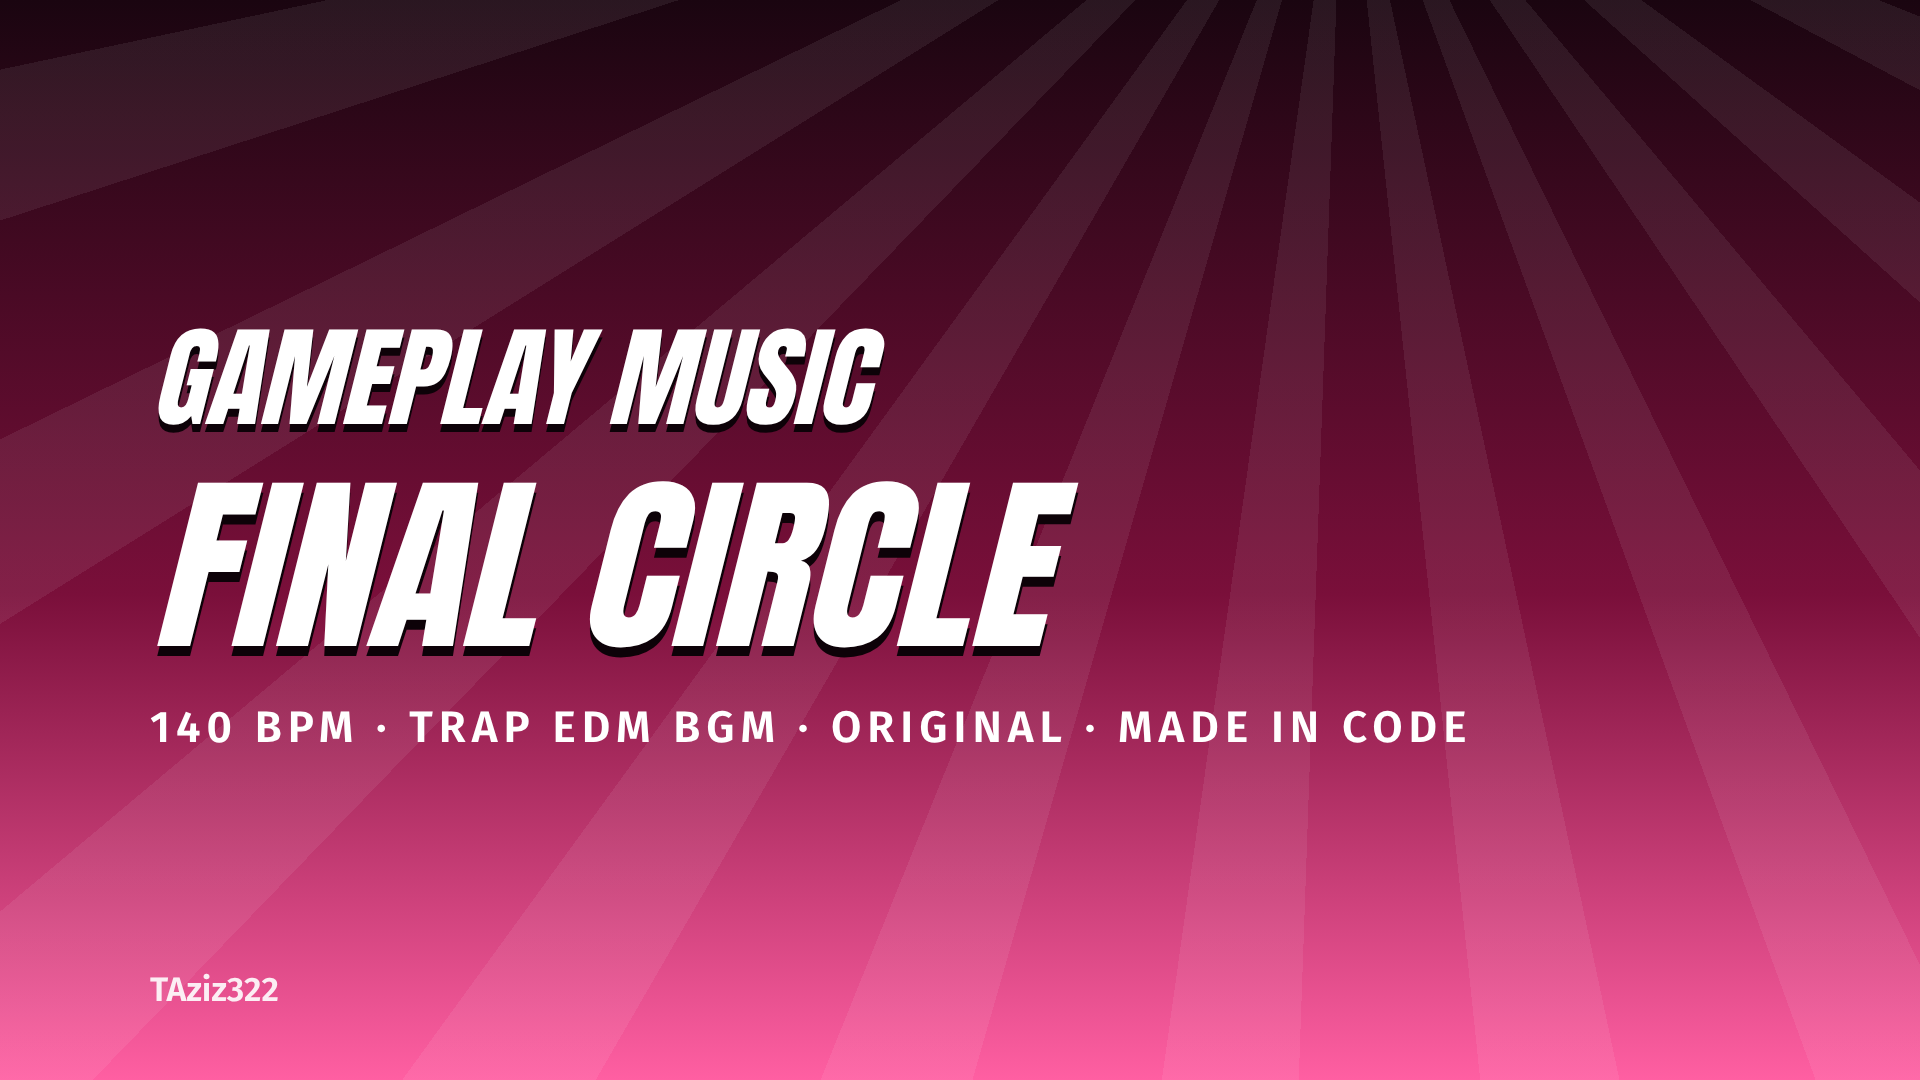 GAMEPLAY MUSIC
FINAL CIRCLE
140 BPM · TRAP EDM BGM · ORIGINAL · MADE IN CODE
TAziz322